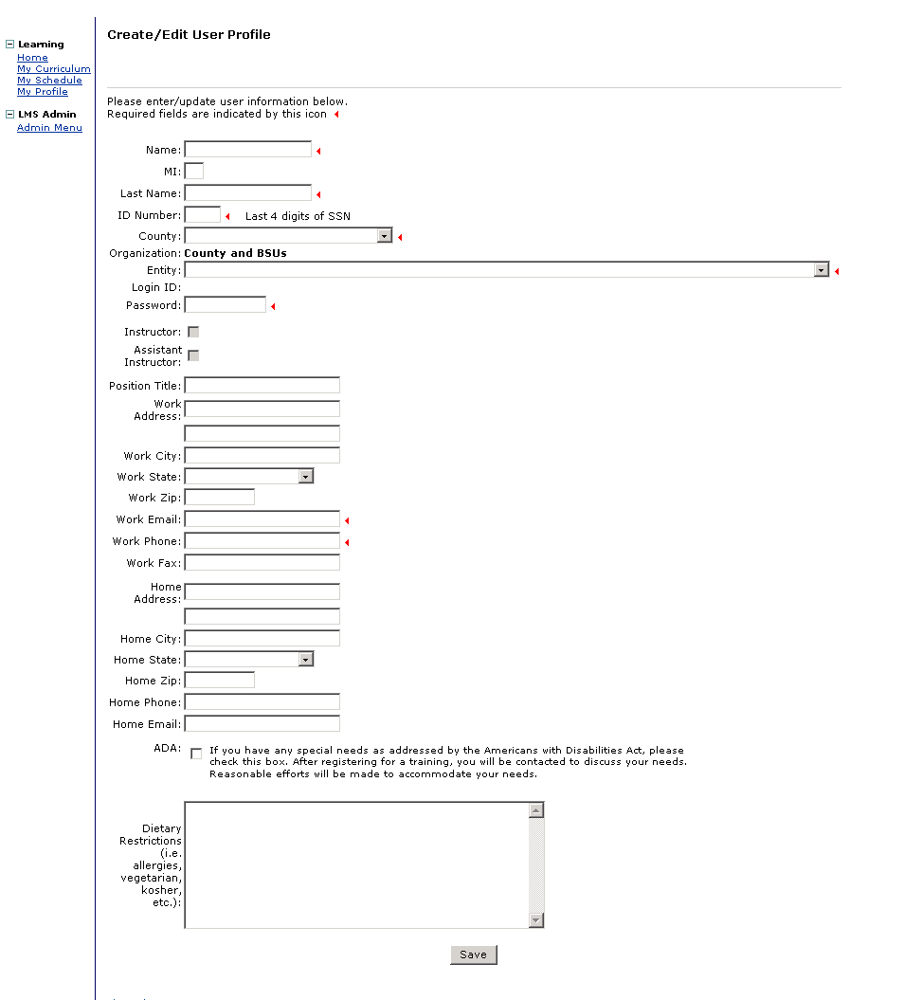 Create/Edit User Profile
Learning
Home
My Curriculum
My Schedule
My Profile
LMS Admin
Admin Menu
Please enter/update user information below.
Required fields are indicated by this icon
Name:
MI:
Last Name:
ID Number:
Last 4 digits of SSN
County:
Organization: County and BSUs
Entity:
Login ID:
Password:
Instructor:
Assistant
Instructor:
Position Title:
Work
Address:
Work City:
Work State:
Work Zip:
Work Email:
Work Phone:
Work Fax:
Home
Address:
Home City:
Home State:
Home Zip:
Home Phone:
Home Email:
ADA:
If you have any special needs as addressed by the Americans with Disabilities Act, please
check this box. After registering for a training, you will be contacted to discuss your needs.
Reasonable efforts will be made to accommodate your needs.
Dietary
Restrictions
(i.e.
allergies,
vegetarian,
kosher,
etc.):
Save